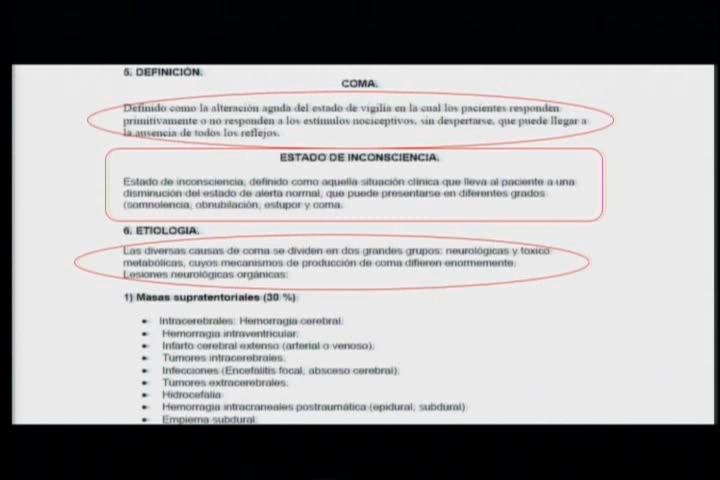 5. DEFINICIÓN.
COMA.
Definido como la alteración aguda del estado de vigilia en la cual los pacientes responden
primitivamente o no responden a los estímulos nociceptivos, sin despertarse, que puede llegar a
la ausencia de todos los reflejos.
ESTADO DE INCONSCIENCIA.
Estado de inconsciencia, definido como aquella situación clínica que lleva al paciente a una
disminución del estado de alerta normal, que puede presentarse en diferentes grados
(somnolencia, obnubilación, estupor y coma.
6. ETIOLOGIA.
Las diversas causas de coma se dividen en dos grandes grupos: neurológicas y toxico
metabólicas, cuyos mecanismos de producción de coma difieren enormemente.
Lesiones neurológicas orgánicas:
1) Masas supratentoriales (30 %)
Intracerebrales: Hemorragia cerebral.
Hemorragia intraventricular.
Infarto cerebral extenso (arterial o venoso).
Tumores intracerebrales.
Infecciones (Encefalitis focal, absceso cerebral).
Tumores extracerebrales.
Hidrocefalia
Hemorragia intracraneales postraumática (epidural, subdural)
Empiema subdural.